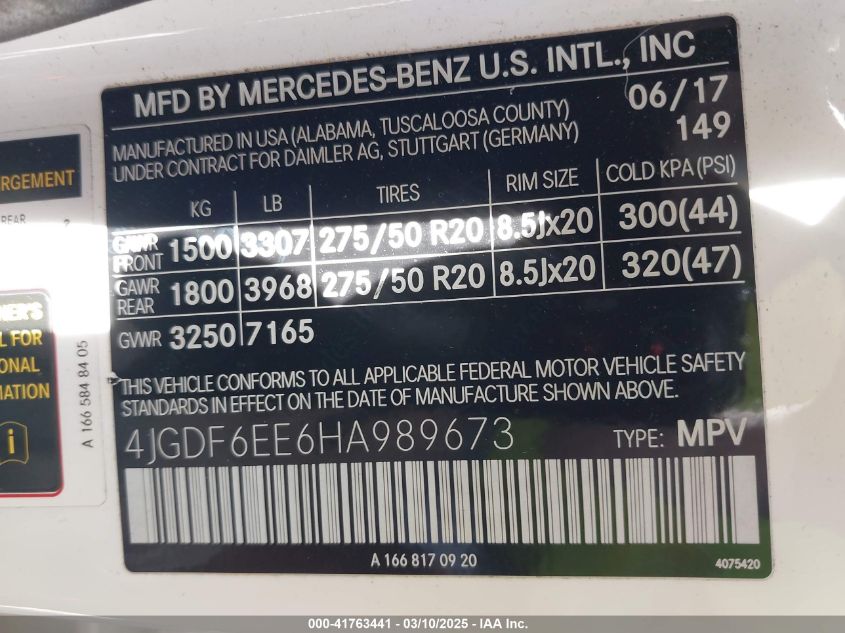 MFD BY MERCEDES-BENZ U.S. INTL., INC
06/17
MANUFACTURED IN USA (ALABAMA, TUSCALOOSA COUNTY)
UNDER CONTRACT FOR DAIMLER AG, STUTTGART (GERMANY)
149
KG LB TIRES RIM SIZE COLD KPA (PSI)
GAWR FRONT 1500 3307 275/50 R20 8.5Jx20 300(44)
GAWR REAR 1800 3968 275/50 R20 8.5Jx20 320(47)
GVWR 3250 7165
THIS VEHICLE CONFORMS TO ALL APPLICABLE FEDERAL MOTOR VEHICLE SAFETY
STANDARDS IN EFFECT ON THE DATE OF MANUFACTURE SHOWN ABOVE.
4JGDF6EE6HA989673 TYPE: MPV
A 166 817 09 20
4075420
RGEMENT
REAR
?
NER'S
L FOR
ONAL
MATION
i
A 166 584 84 05
000-41763441 - 03/10/2025 - IAA Inc.